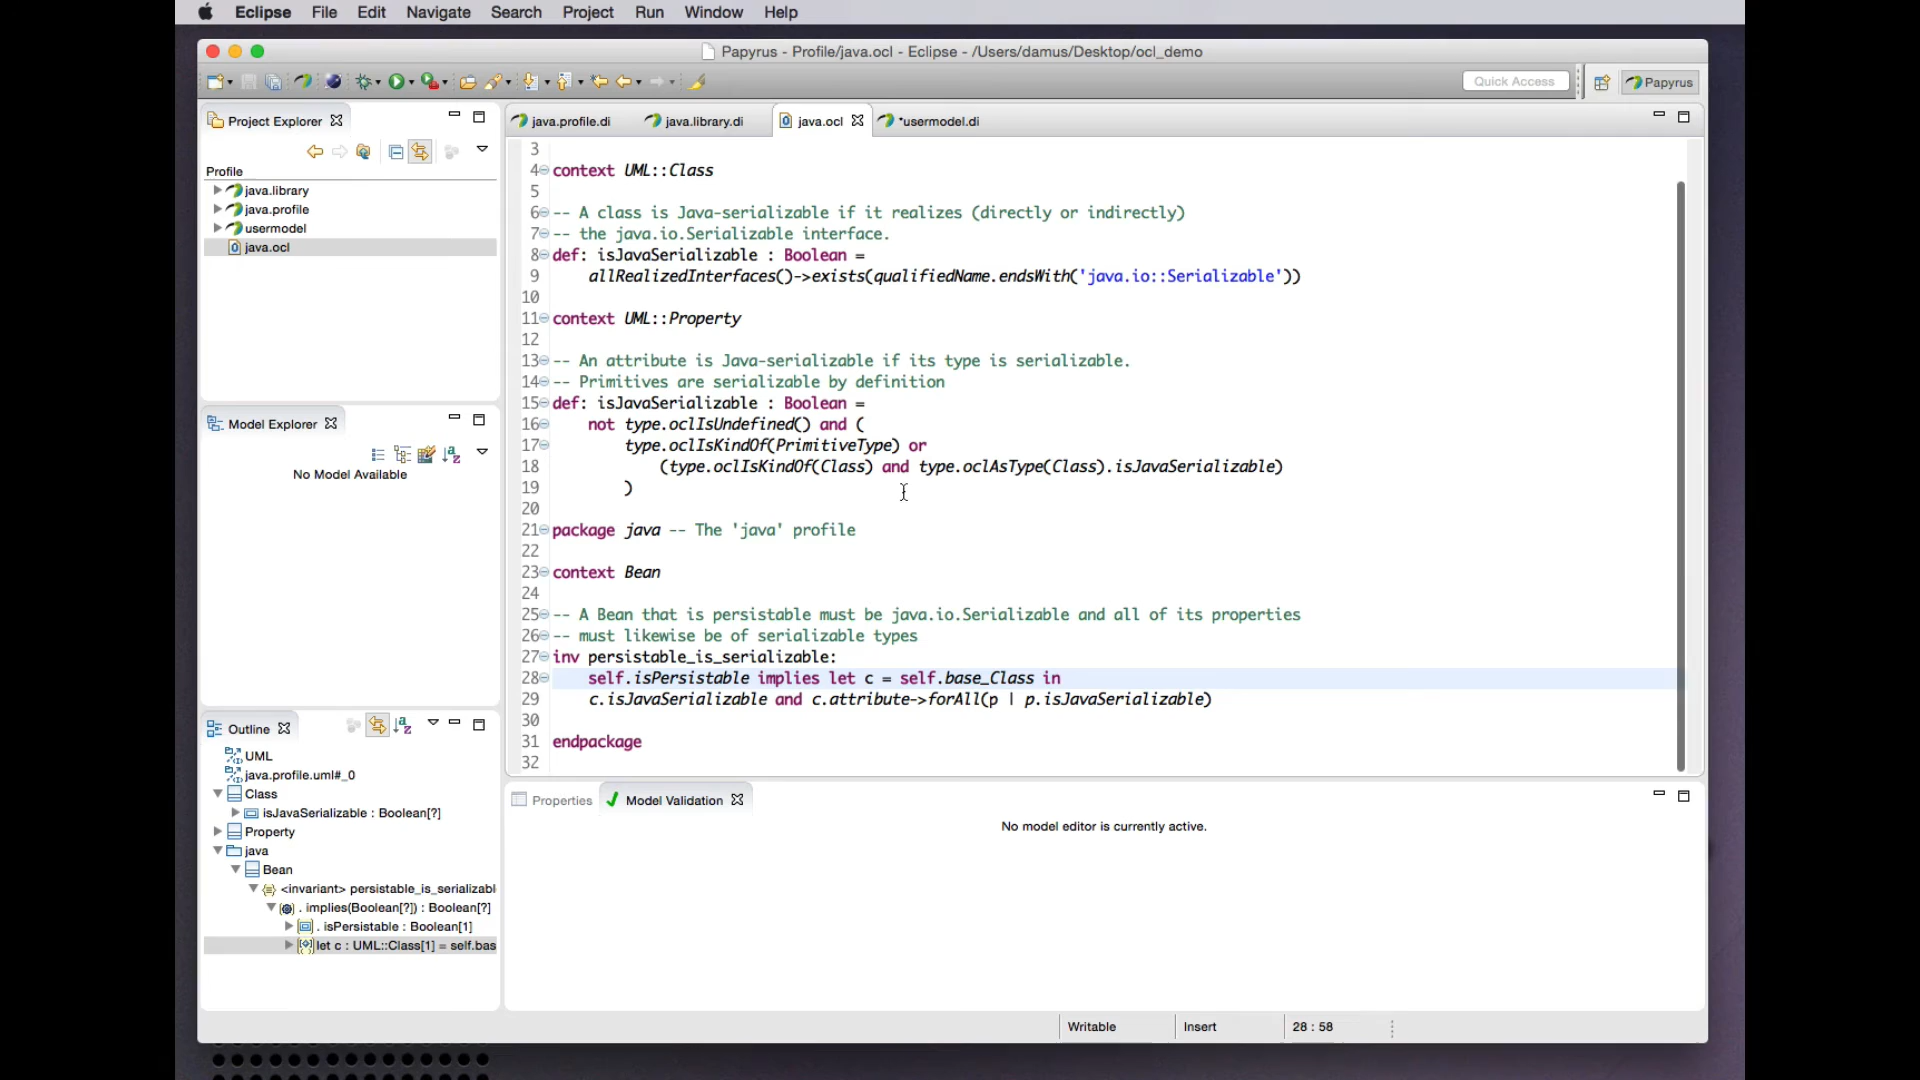 Eclipse File Edit Navigate Search Project Run Window Help
Papyrus - Profile/java.ocl - Eclipse - /Users/damus/Desktop/ocl_demo
Quick Access
Papyrus
Project Explorer
Profile
java.library
java.profile
usermodel
java.ocl
Model Explorer
No Model Available
Outline
UML
java.profile.uml#_0
Class
isJavaSerializable : Boolean[?]
Property
java
Bean
<invariant> persistable_is_serializabl
. implies(Boolean[?]) : Boolean[?]
. isPersistable : Boolean[1]
let c : UML::Class[1] = self.bas
java.profile.di java.library.di java.ocl *usermodel.di
3
4 context UML::Class
5
6 -- A class is Java-serializable if it realizes (directly or indirectly)
7 -- the java.io.Serializable interface.
8 def: isJavaSerializable : Boolean =
9 allRealizedInterfaces()->exists(qualifiedName.endsWith('java.io::Serializable'))
10
11 context UML::Property
12
13 -- An attribute is Java-serializable if its type is serializable.
14 -- Primitives are serializable by definition
15 def: isJavaSerializable : Boolean =
16 not type.oclIsUndefined() and (
17 type.oclIsKindOf(PrimitiveType) or
18 (type.oclIsKindOf(Class) and type.oclAsType(Class).isJavaSerializable)
19 )
20
21 package java -- The 'java' profile
22
23 context Bean
24
25 -- A Bean that is persistable must be java.io.Serializable and all of its properties
26 -- must likewise be of serializable types
27 inv persistable_is_serializable:
28 self.isPersistable implies let c = self.base_Class in
29 c.isJavaSerializable and c.attribute->forAll(p | p.isJavaSerializable)
30
31 endpackage
32
Properties Model Validation
No model editor is currently active.
Writable Insert 28 : 58